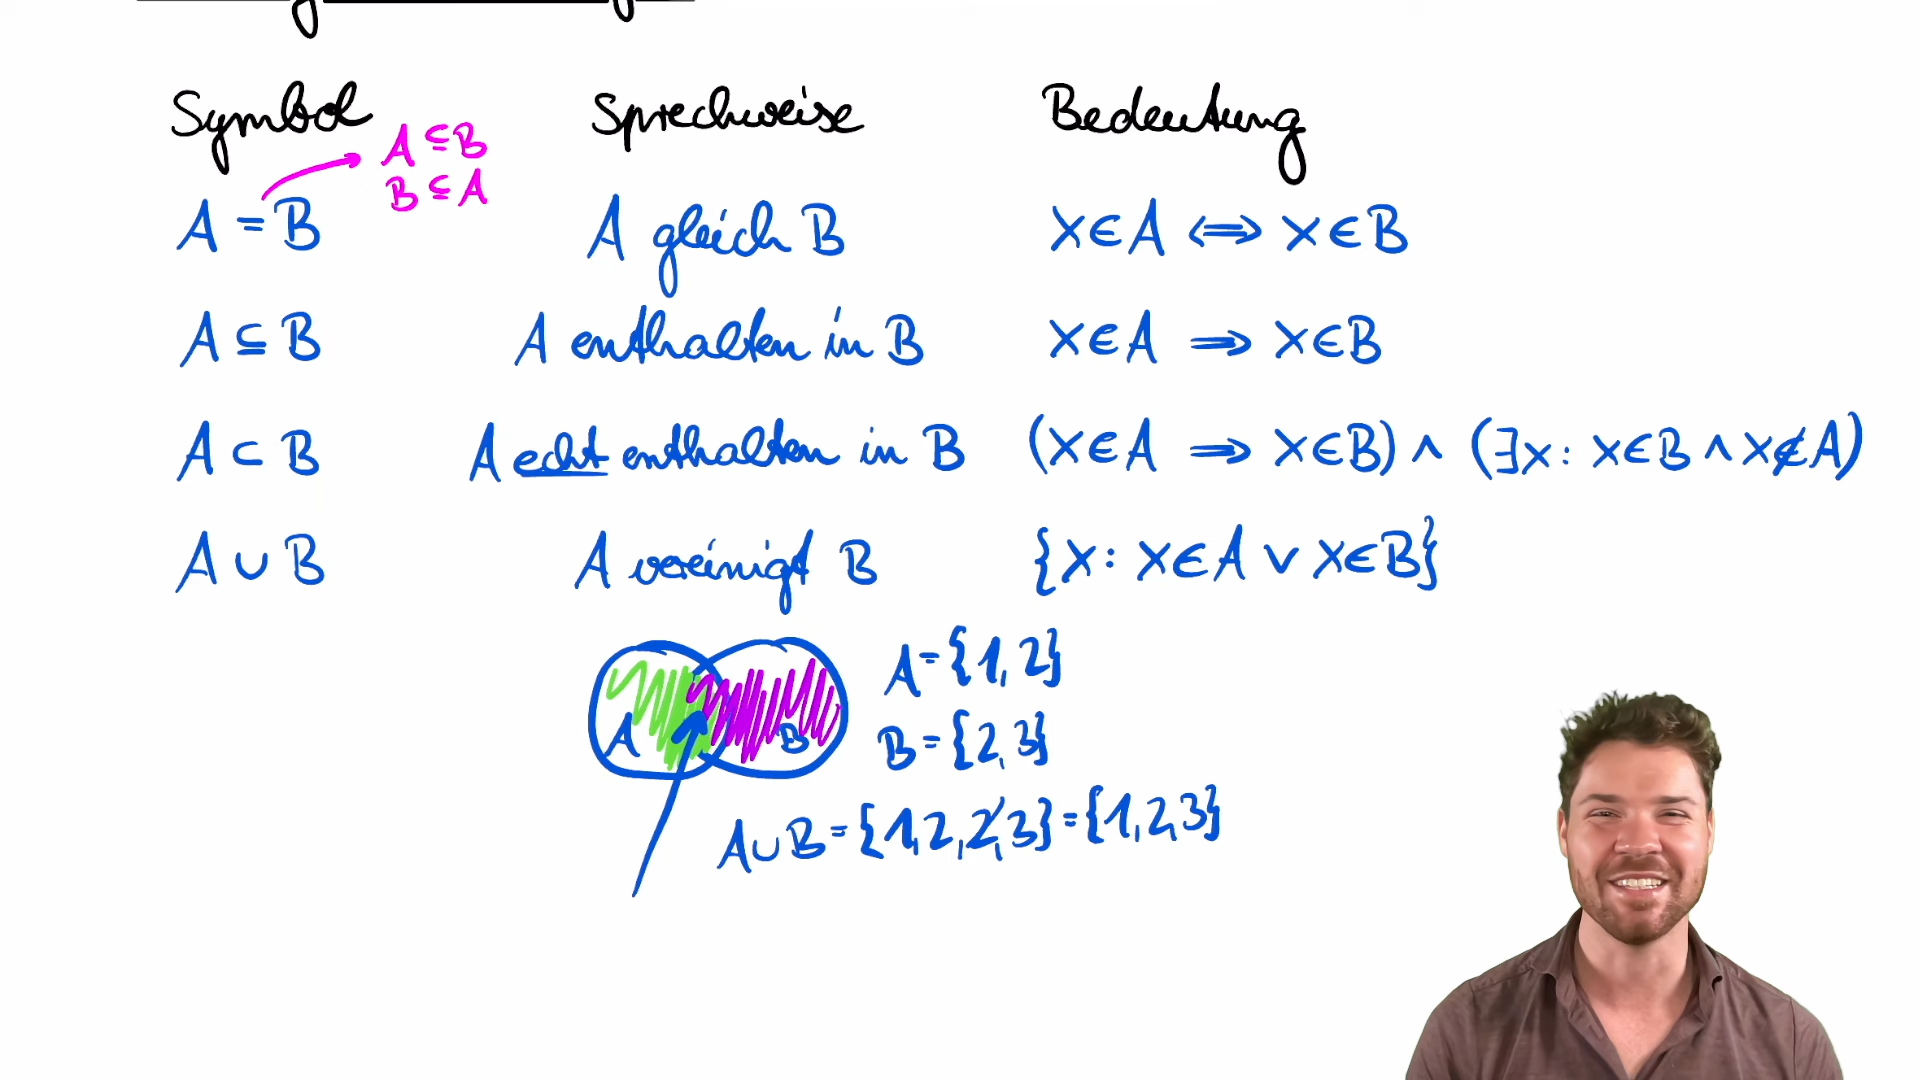 Symbol Sprechweise Bedeutung
A ⊆ B
B ⊆ A
A = B A gleich B x∈A ⟺ x∈B
A ⊆ B A enthalten in B x∈A ⟹ x∈B
A ⊂ B A echt enthalten in B (x∈A ⟹ x∈B) ∧ (∃x: x∈B ∧ x∉A)
A ∪ B A vereinigt B {x: x∈A ∨ x∈B}
A = {1, 2}
A B B = {2, 3}
A∪B = {1, 2, 2, 3} = {1, 2, 3}